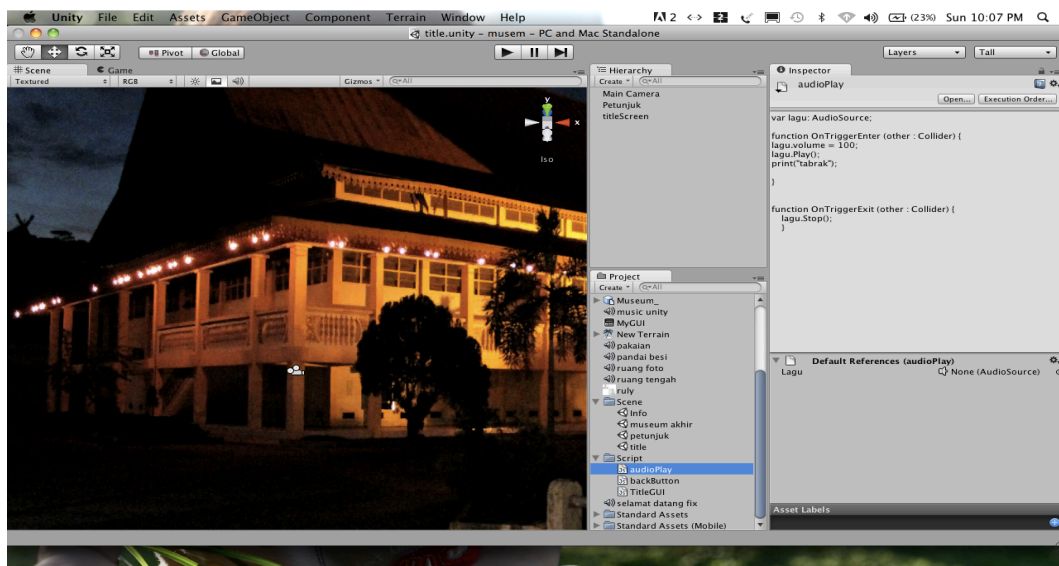 Unity File Edit Assets GameObject Component Terrain Window Help 2 (23%) Sun 10:07 PM
title.unity – musem – PC and Mac Standalone
Pivot Global Layers Tall
Scene Game
Textured RGB Gizmos All
y
x
Iso
Hierarchy
Create All
Main Camera
Petunjuk
titleScreen
Project
Create All
Museum_
music unity
MyGUI
New Terrain
pakaian
pandai besi
ruang foto
ruang tengah
ruly
Scene
Info
museum akhir
petunjuk
title
Script
audioPlay
backButton
TitleGUI
selamat datang fix
Standard Assets
Standard Assets (Mobile)
Inspector
audioPlay
Open... Execution Order...
var lagu: AudioSource;
function OnTriggerEnter (other : Collider) {
lagu.volume = 100;
lagu.Play();
print("tabrak");
}
function OnTriggerExit (other : Collider) {
lagu.Stop();
}
Default References (audioPlay)
Lagu None (AudioSource)
Asset Labels